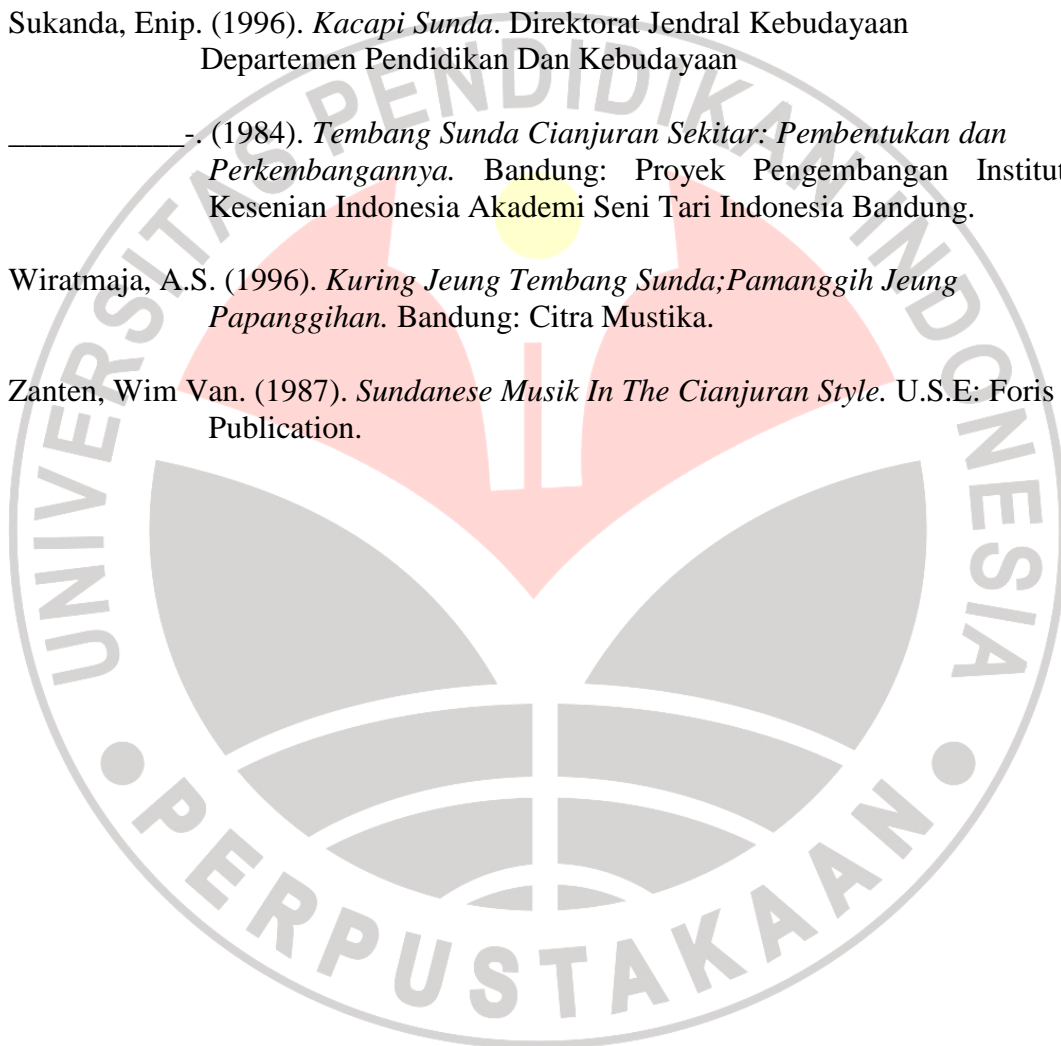 Sukanda, Enip. (1996). Kacapi Sunda. Direktorat Jendral Kebudayaan
Departemen Pendidikan Dan Kebudayaan
___________ -. (1984). Tembang Sunda Cianjuran Sekitar: Pembentukan dan
Perkembangannya. Bandung: Proyek Pengembangan Institut
Kesenian Indonesia Akademi Seni Tari Indonesia Bandung.
Wiratmaja, A.S. (1996). Kuring Jeung Tembang Sunda;Pamanggih Jeung
Papanggihan. Bandung: Citra Mustika.
Zanten, Wim Van. (1987). Sundanese Musik In The Cianjuran Style. U.S.E: Foris
Publication.
UNIVERSITAS PENDIDIKAN INDONESIA
PERPUSTAKAAN